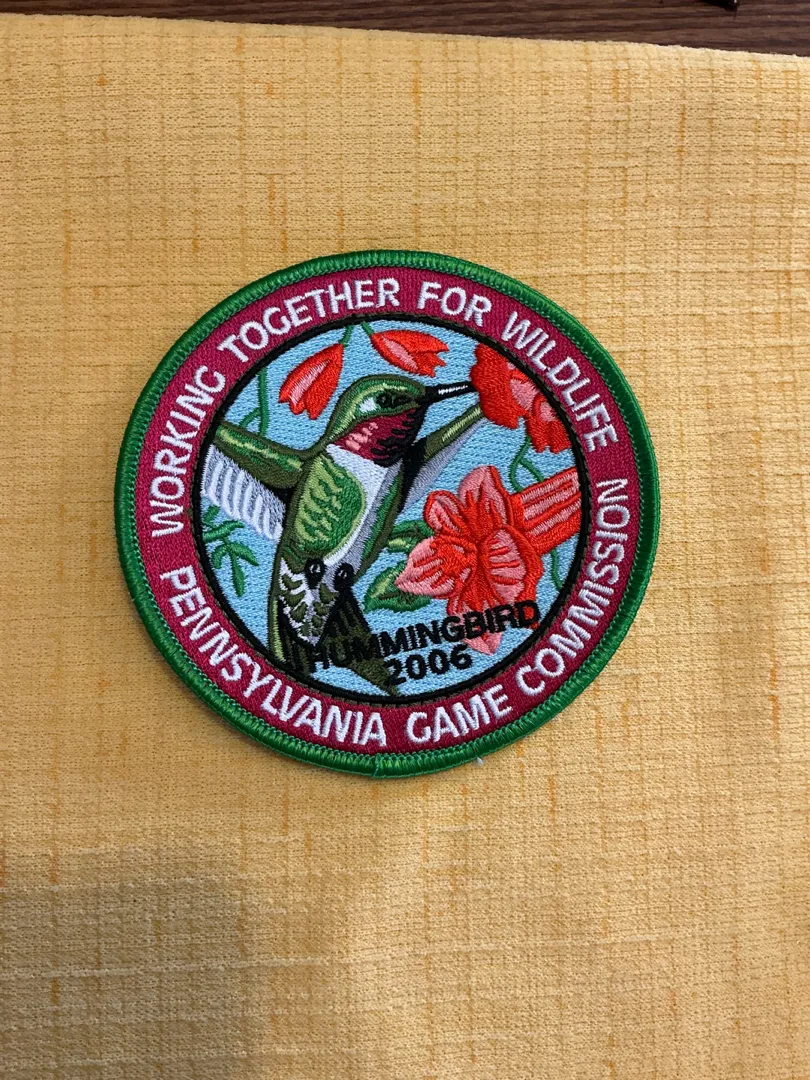 WORKING TOGETHER FOR WILDLIFE
HUMMINGBIRD
2006
PENNSYLVANIA GAME COMMISSION